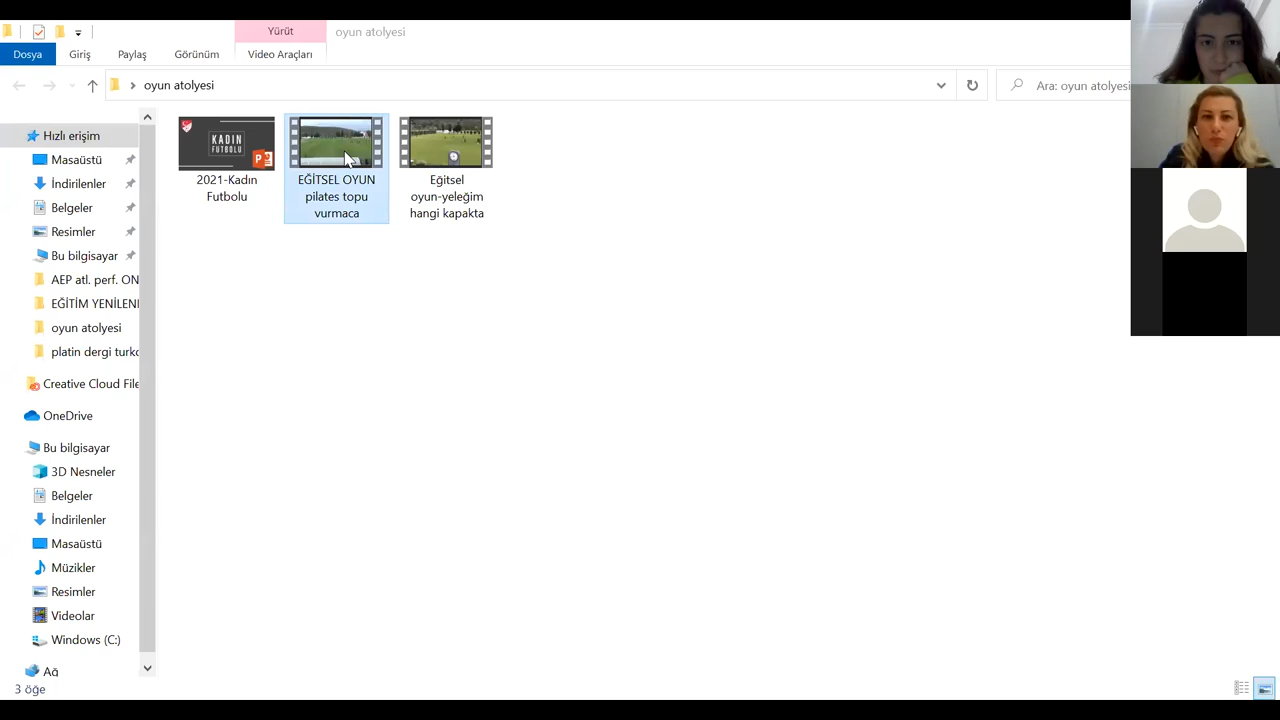 Yürüt
oyun atolyesi
Dosya
Giriş
Paylaş
Görünüm
Video Araçları
oyun atolyesi
Ara: oyun atolyesi
Hızlı erişim
Masaüstü
İndirilenler
Belgeler
Resimler
Bu bilgisayar
AEP atl. perf. ON
EĞİTİM YENİLENI
oyun atolyesi
platin dergi turkc
Creative Cloud File
OneDrive
Bu bilgisayar
3D Nesneler
Belgeler
İndirilenler
Masaüstü
Müzikler
Resimler
Videolar
Windows (C:)
Ağ
KADIN
FUTBOLU
P
2021-Kadın
Futbolu
EĞİTSEL OYUN
pilates topu
vurmaca
Eğitsel
oyun-yeleğim
hangi kapakta
3 öğe